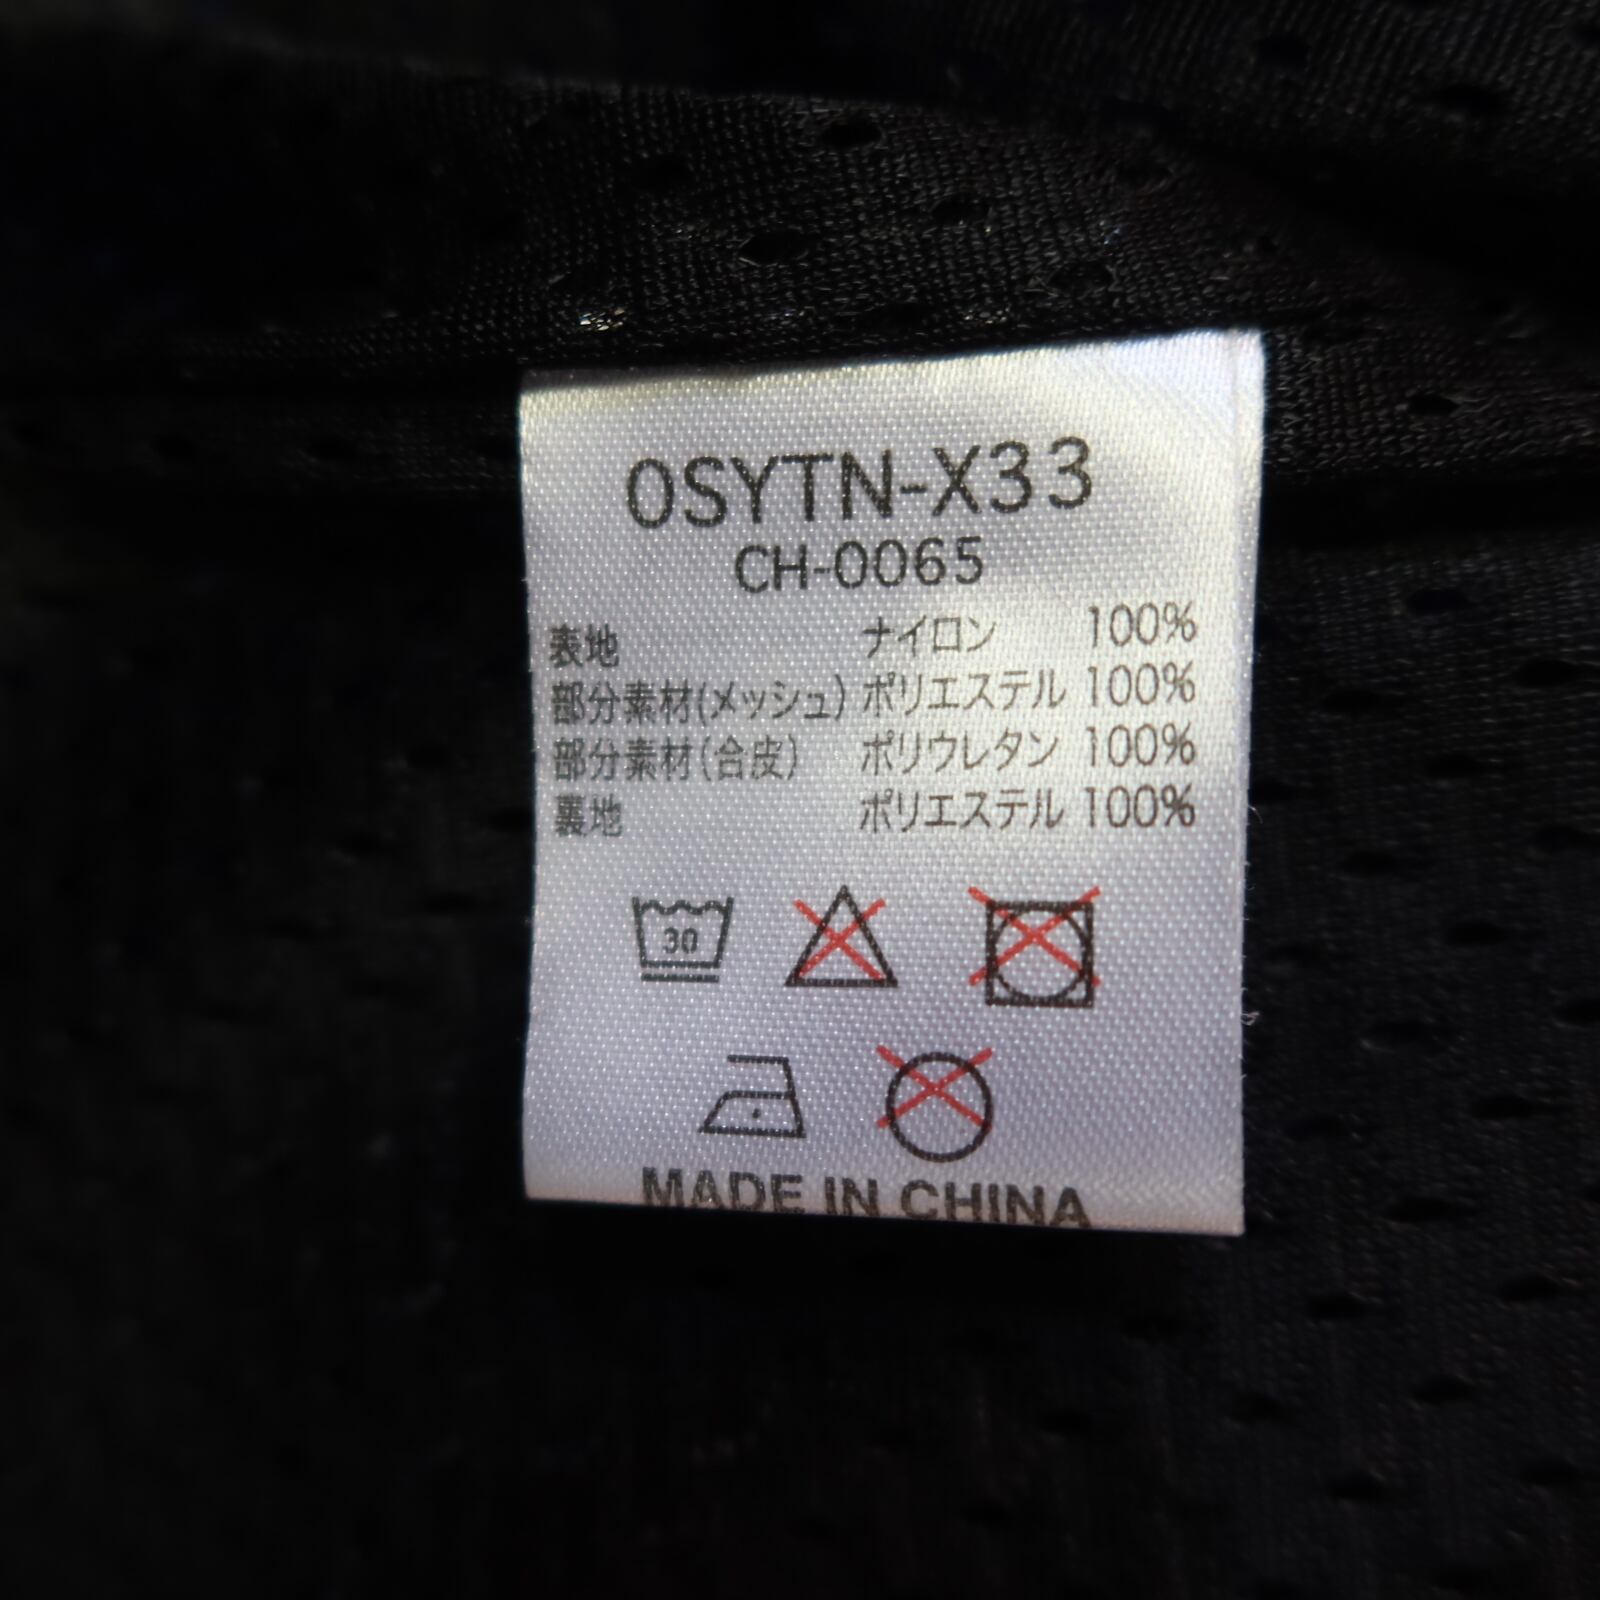 OSYTN-X33
CH-0065
表地 ナイロン 100%
部分素材(メッシュ) ポリエステル 100%
部分素材(合皮) ポリウレタン 100%
裏地 ポリエステル 100%
30
MADE IN CHINA